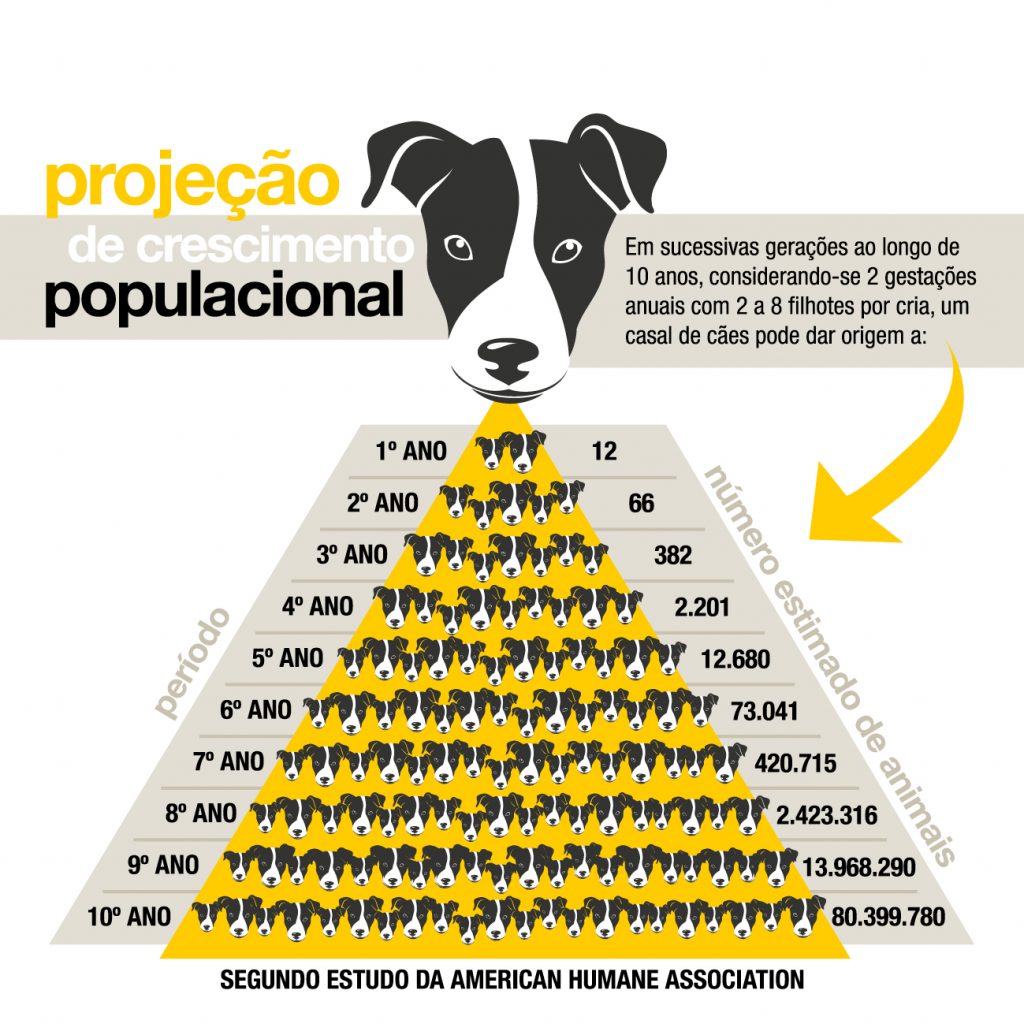 projeção
de crescimento
populacional
Em sucessivas gerações ao longo de
10 anos, considerando-se 2 gestações
anuais com 2 a 8 filhotes por cria, um
casal de cães pode dar origem a:
período
número estimado de animais
1º ANO 12
2º ANO 66
3º ANO 382
4º ANO 2.201
5º ANO 12.680
6º ANO 73.041
7º ANO 420.715
8º ANO 2.423.316
9º ANO 13.968.290
10º ANO 80.399.780
SEGUNDO ESTUDO DA AMERICAN HUMANE ASSOCIATION